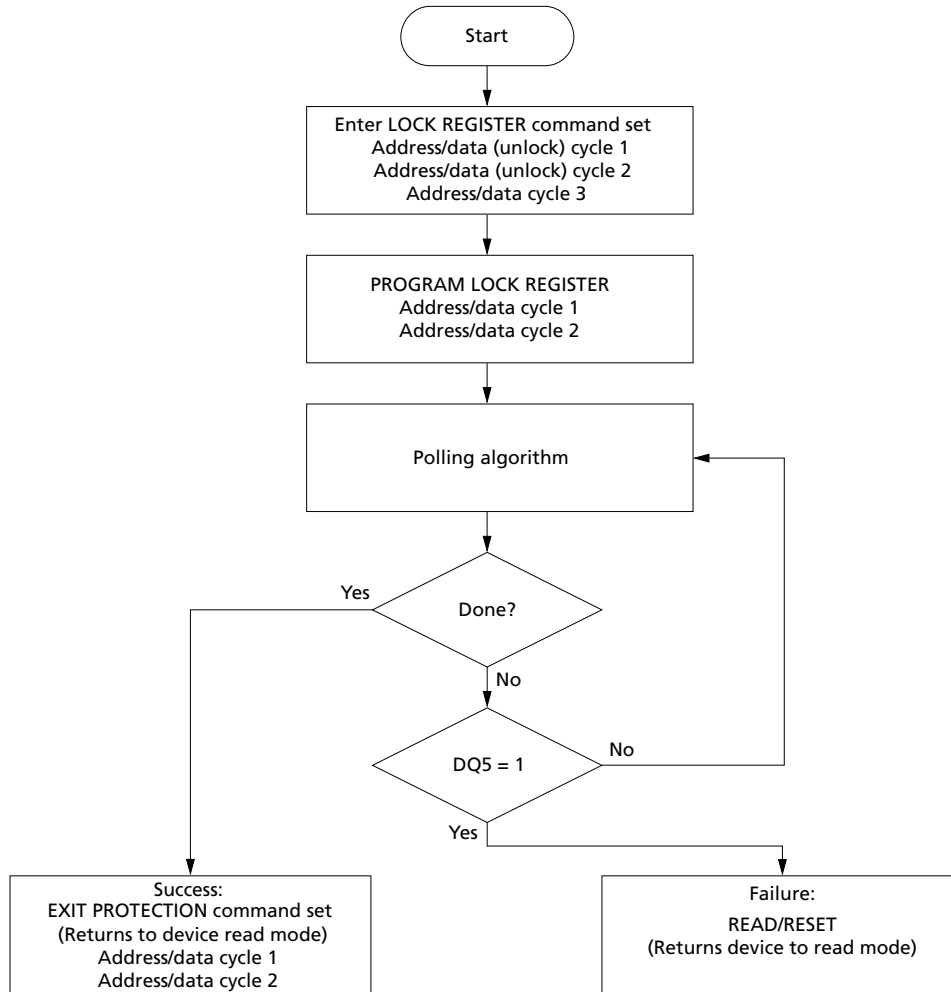 Start
Enter LOCK REGISTER command set
Address/data (unlock) cycle 1
Address/data (unlock) cycle 2
Address/data cycle 3
PROGRAM LOCK REGISTER
Address/data cycle 1
Address/data cycle 2
Polling algorithm
Yes
Done?
No
DQ5 = 1
No
Yes
Success:
EXIT PROTECTION command set
(Returns to device read mode)
Address/data cycle 1
Address/data cycle 2
Failure:
READ/RESET
(Returns device to read mode)